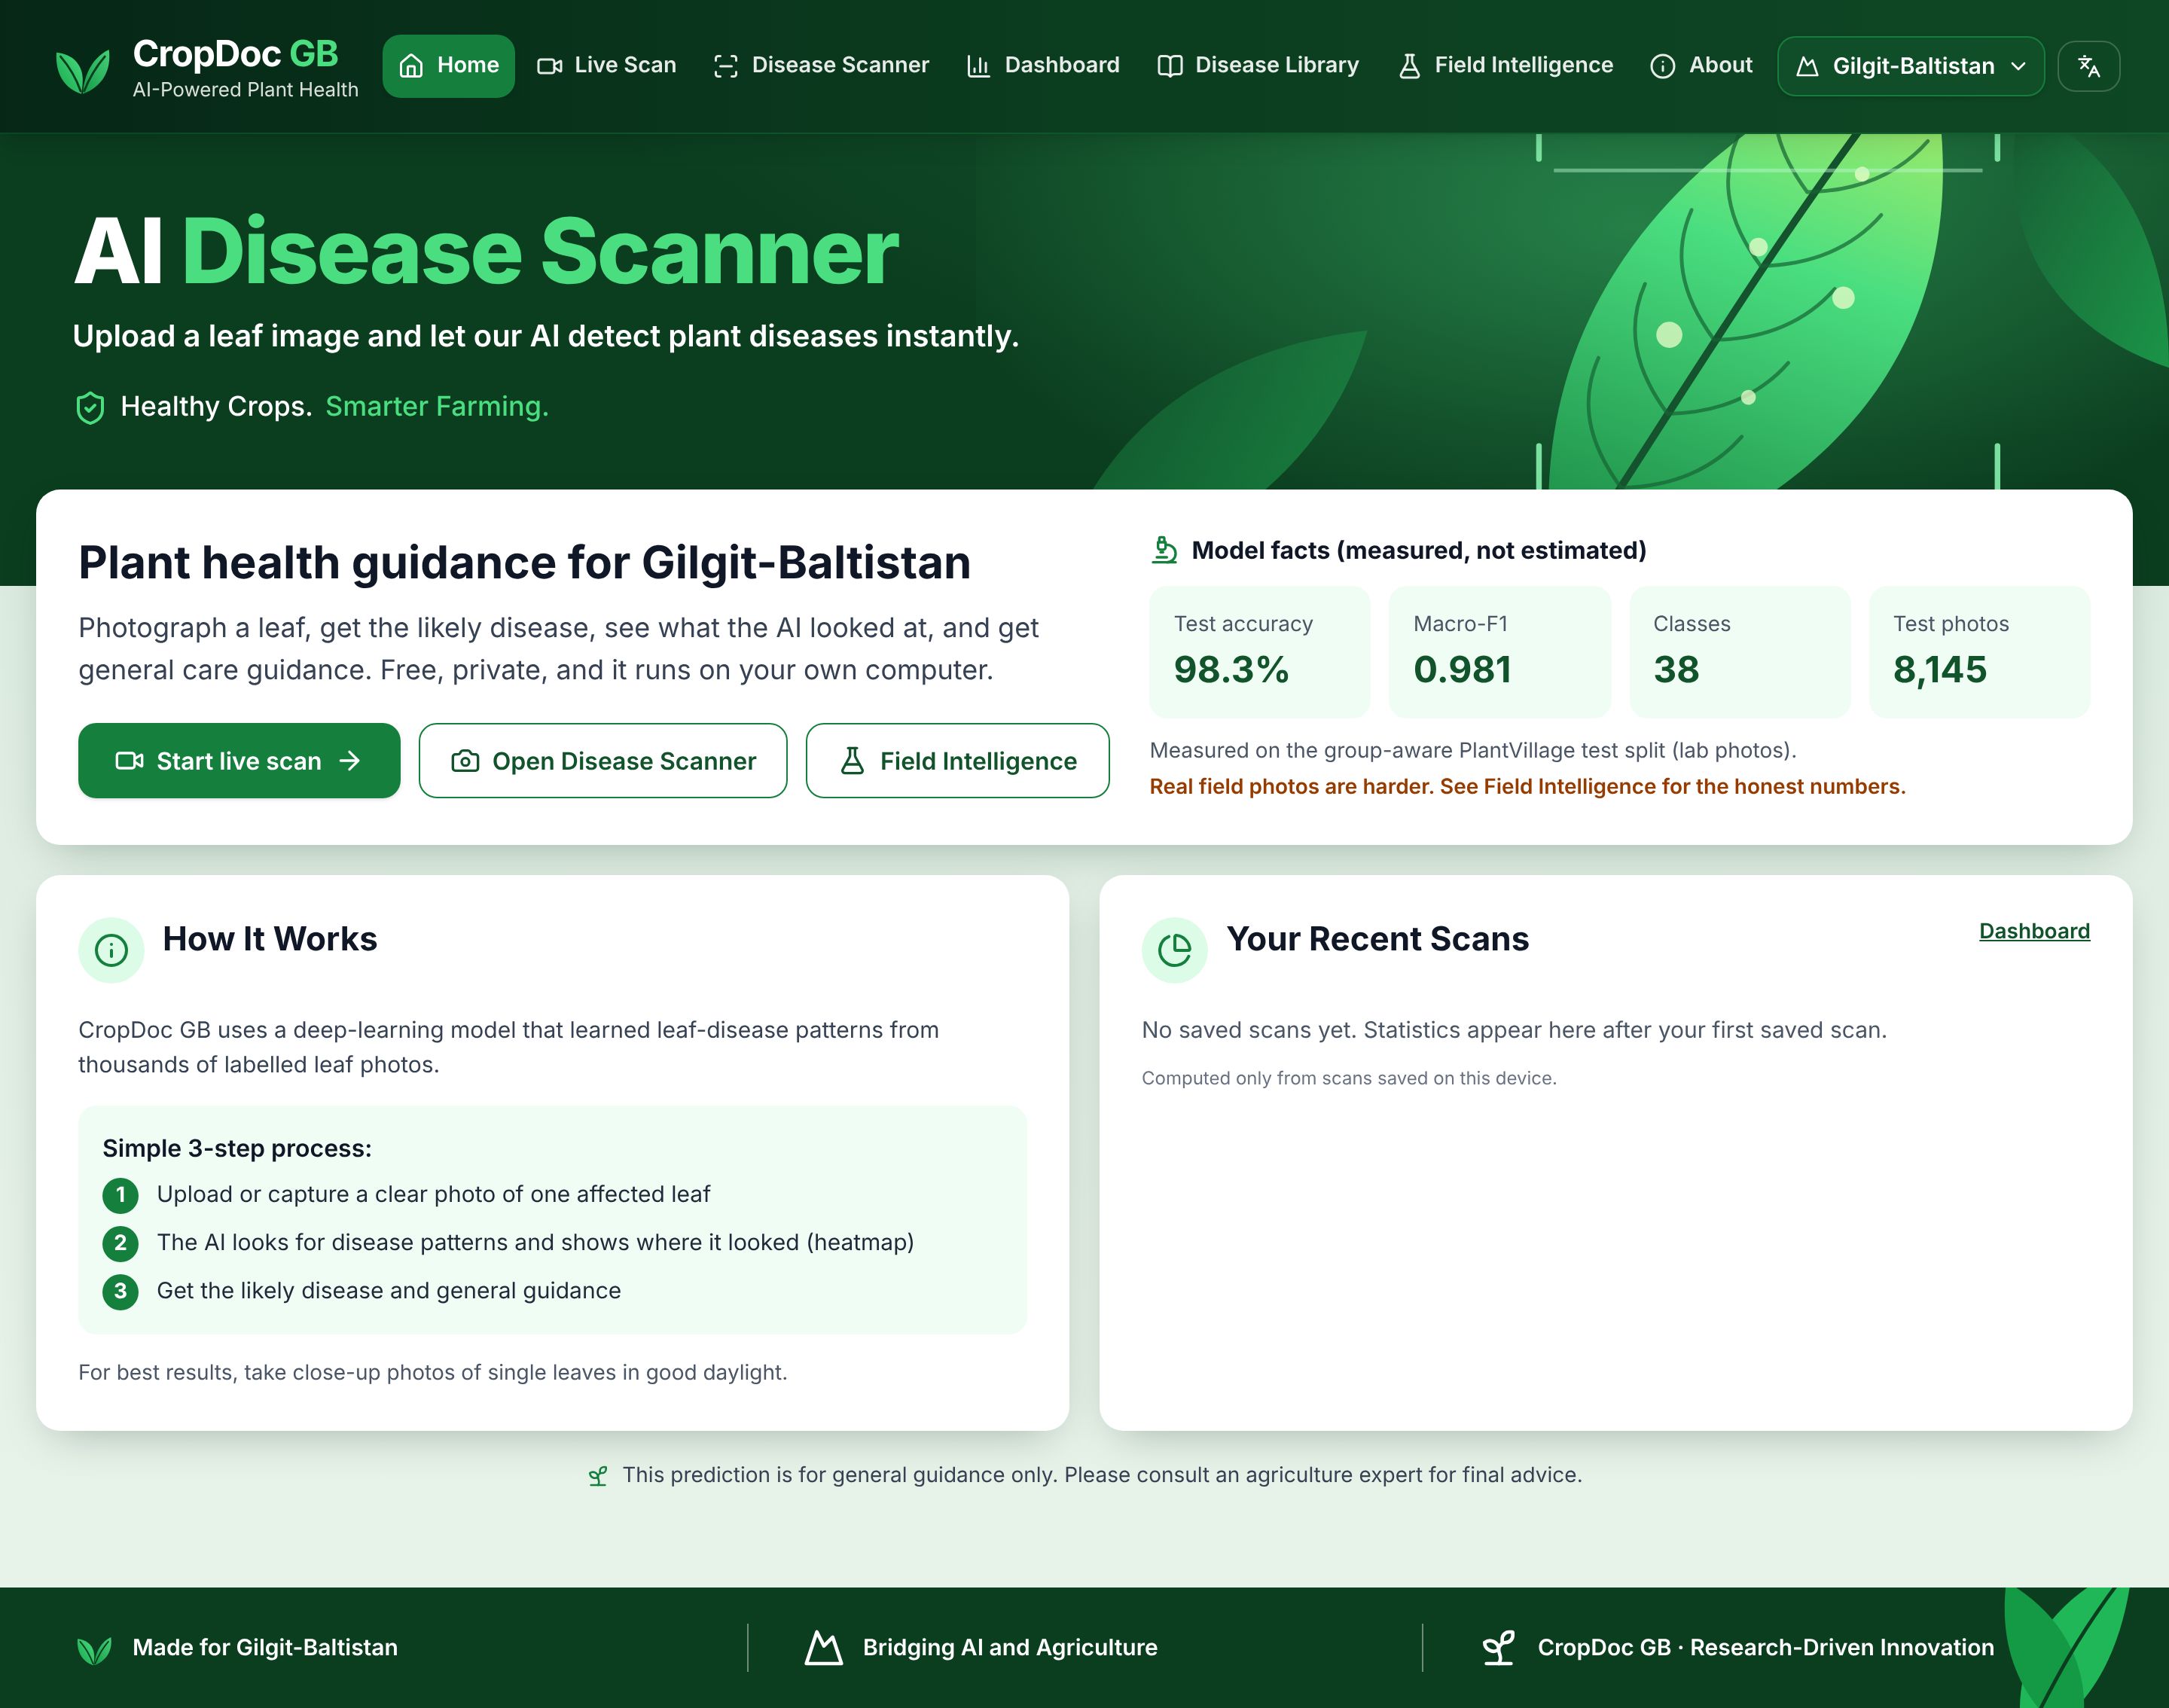 CropDoc GB
AI-Powered Plant Health
Home
Live Scan
Disease Scanner
Dashboard
Disease Library
Field Intelligence
About
Gilgit-Baltistan
AI Disease Scanner
Upload a leaf image and let our AI detect plant diseases instantly.
Healthy Crops. Smarter Farming.
Plant health guidance for Gilgit-Baltistan
Photograph a leaf, get the likely disease, see what the AI looked at, and get
general care guidance. Free, private, and it runs on your own computer.
Start live scan
Open Disease Scanner
Field Intelligence
Model facts (measured, not estimated)
Test accuracy
98.3%
Macro-F1
0.981
Classes
38
Test photos
8,145
Measured on the group-aware PlantVillage test split (lab photos).
Real field photos are harder. See Field Intelligence for the honest numbers.
How It Works
CropDoc GB uses a deep-learning model that learned leaf-disease patterns from
thousands of labelled leaf photos.
Simple 3-step process:
1 Upload or capture a clear photo of one affected leaf
2 The AI looks for disease patterns and shows where it looked (heatmap)
3 Get the likely disease and general guidance
For best results, take close-up photos of single leaves in good daylight.
Your Recent Scans
Dashboard
No saved scans yet. Statistics appear here after your first saved scan.
Computed only from scans saved on this device.
This prediction is for general guidance only. Please consult an agriculture expert for final advice.
Made for Gilgit-Baltistan
Bridging AI and Agriculture
CropDoc GB · Research-Driven Innovation